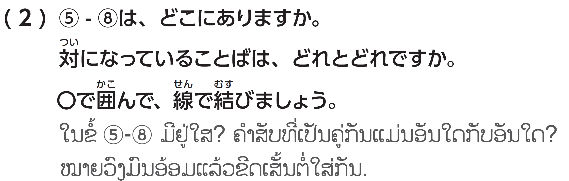 (2) ⑤-⑧は、どこにありますか。
対になっていることばは、どれとどれですか。
○で囲んで、線で結びましょう。
ໃນຂໍ້ ⑤-⑧ ມີຢູ່ໃສ? ຄຳສັບທີ່ເປັນຄູ່ກັນແມ່ນອັນໃດກັບອັນໃດ?
ໝາຍວົງມົນອ້ອມແລ້ວຂີດເສັ້ນຕໍ່ໃສ່ກັນ.